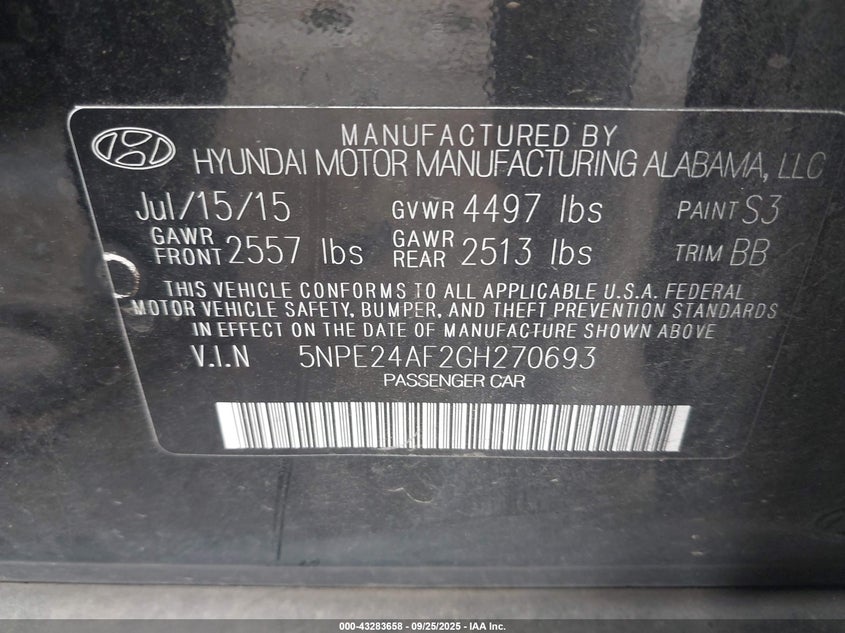 MANUFACTURED BY
HYUNDAI MOTOR MANUFACTURING ALABAMA, LLC
Jul/15/15 GVWR 4497 lbs PAINT S3
GAWR FRONT 2557 lbs GAWR REAR 2513 lbs TRIM BB
THIS VEHICLE CONFORMS TO ALL APPLICABLE U.S.A. FEDERAL
MOTOR VEHICLE SAFETY, BUMPER, AND THEFT PREVENTION STANDARDS
IN EFFECT ON THE DATE OF MANUFACTURE SHOWN ABOVE
V.I.N 5NPE24AF2GH270693
PASSENGER CAR
000-43283658 - 09/25/2025 - IAA Inc.